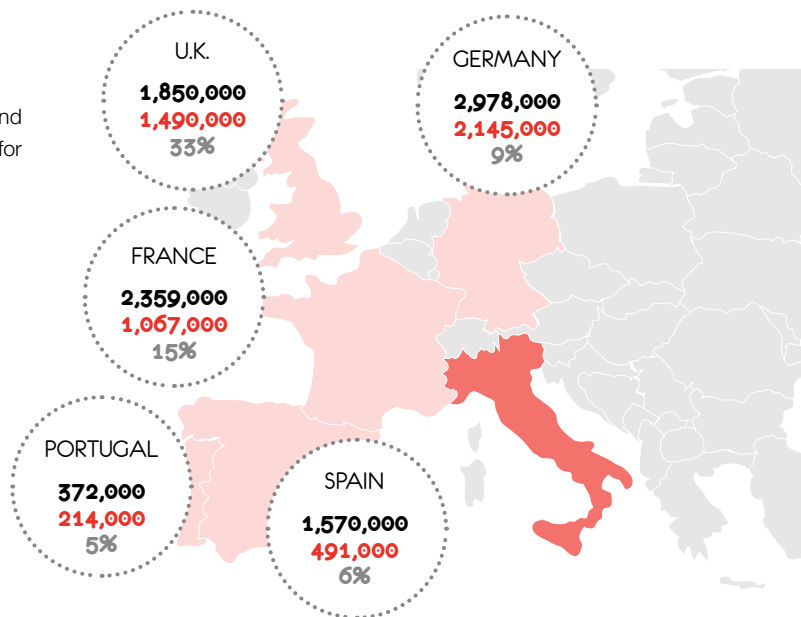 nd
for
U.K.
1,850,000
1,490,000
33%
GERMANY
2,978,000
2,145,000
9%
FRANCE
2,359,000
1,067,000
15%
PORTUGAL
372,000
214,000
5%
SPAIN
1,570,000
491,000
6%